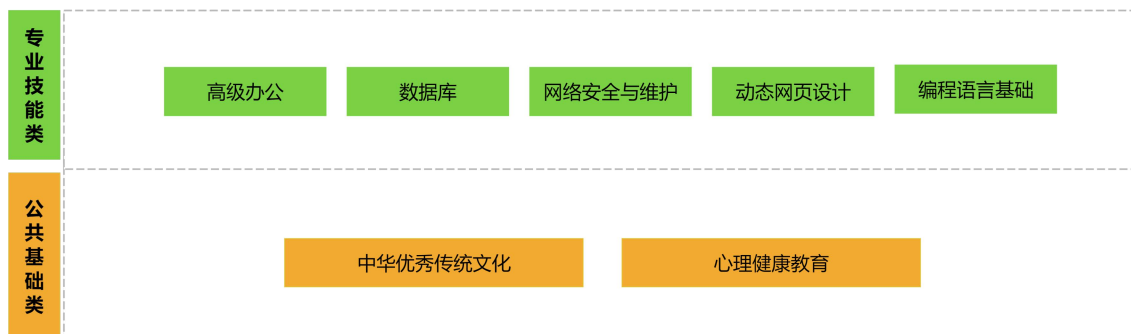 专业技能类
高级办公
数据库
网络安全与维护
动态网页设计
编程语言基础
公共基础类
中华优秀传统文化
心理健康教育